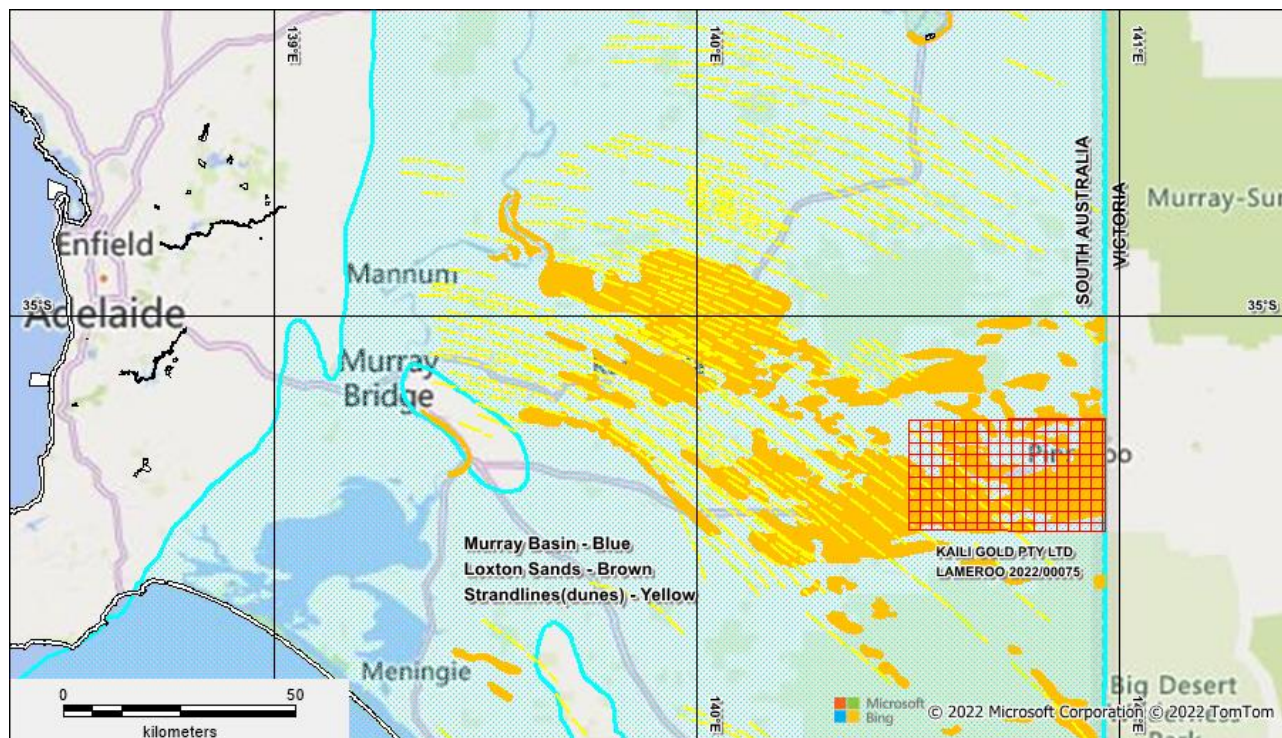 139°E
140°E
141°E
SOUTH AUSTRALIA
VICTORIA
Murray-Sun
Enfield
Mannum
35°S
35°S
Adelaide
Murray
Bridge
KAILI GOLD PTY LTD
LAMEROO 2022/00075
Murray Basin - Blue
Loxton Sands - Brown
Strandlines(dunes) - Yellow
Meningie
140°E
Big Desert
0
50
kilometers
Microsoft
Bing
© 2022 Microsoft Corporation © 2022 TomTom
Park